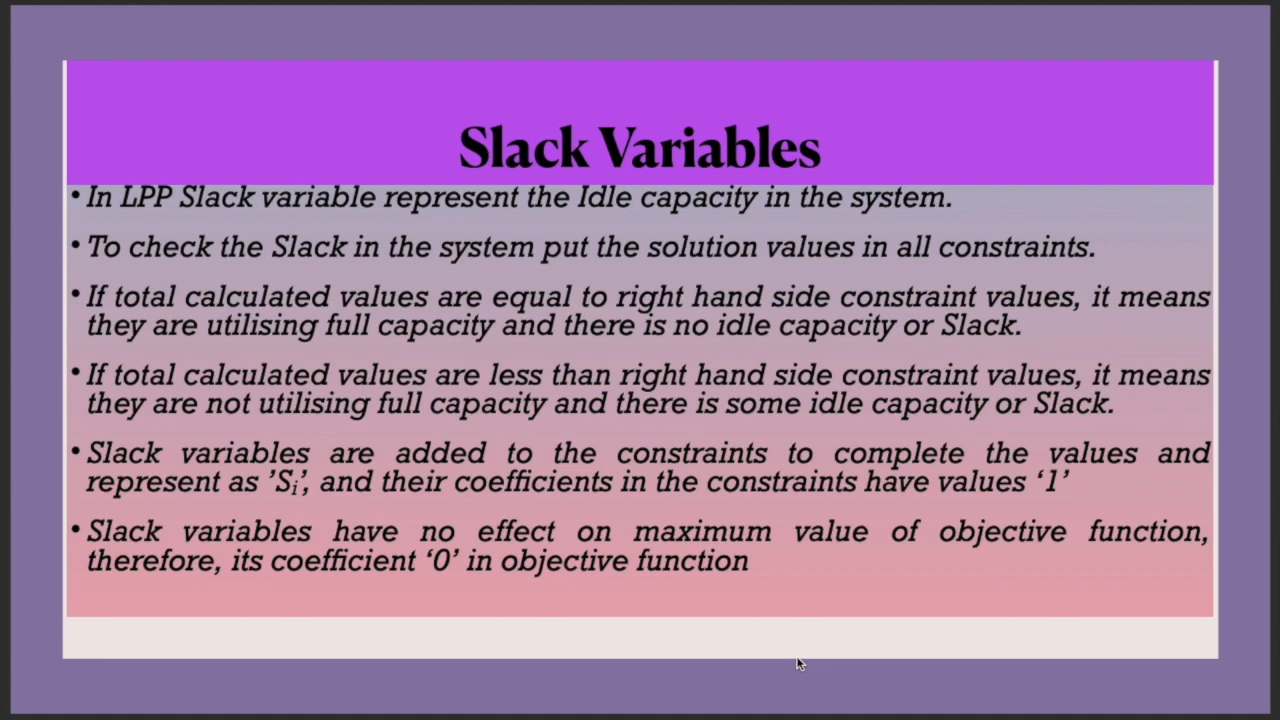 Slack Variables
• In LPP Slack variable represent the Idle capacity in the system.
• To check the Slack in the system put the solution values in all constraints.
• If total calculated values are equal to right hand side constraint values, it means
they are utilising full capacity and there is no idle capacity or Slack.
• If total calculated values are less than right hand side constraint values, it means
they are not utilising full capacity and there is some idle capacity or Slack.
• Slack variables are added to the constraints to complete the values and
represent as ’Sᵢ’, and their coefficients in the constraints have values ‘1’
• Slack variables have no effect on maximum value of objective function,
therefore, its coefficient ‘0’ in objective function